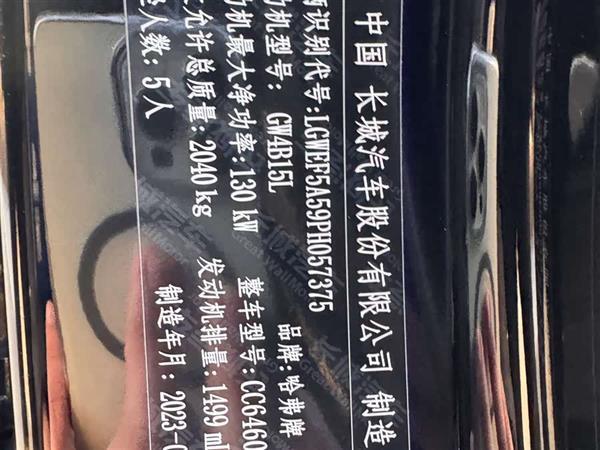 中国 长城汽车股份有限公司 制造
识别代号:LGWEF5A59PH057375
品牌:哈弗牌
机型号: GW4B15L
整车型号:CC6460
机最大净功率:130 kW
发动机排量:1499 ml
允许总质量:2040 kg
制造年月: 2023-0
人数: 5人